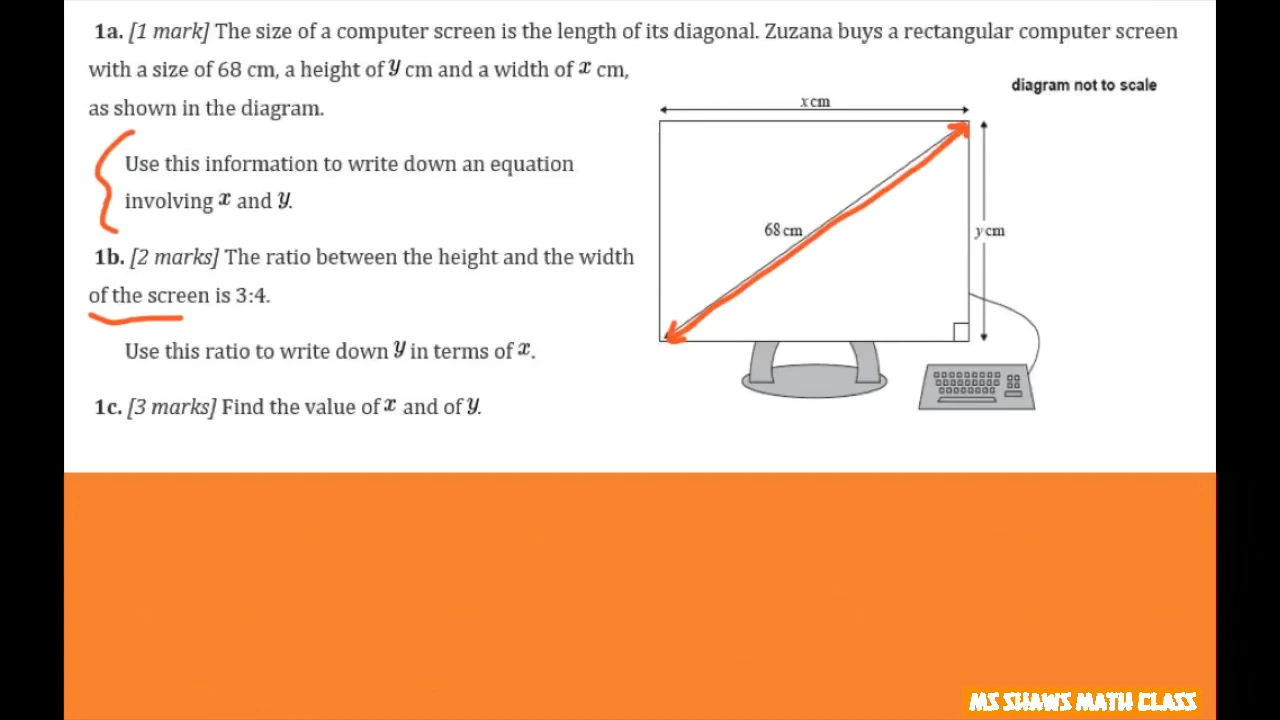 1a. [1 mark] The size of a computer screen is the length of its diagonal. Zuzana buys a rectangular computer screen
with a size of 68 cm, a height of y cm and a width of x cm,
as shown in the diagram.
diagram not to scale
x cm
Use this information to write down an equation
involving x and y.
68 cm
y cm
1b. [2 marks] The ratio between the height and the width
of the screen is 3:4.
Use this ratio to write down y in terms of x.
1c. [3 marks] Find the value of x and of y.
MS SHAWS MATH CLASS